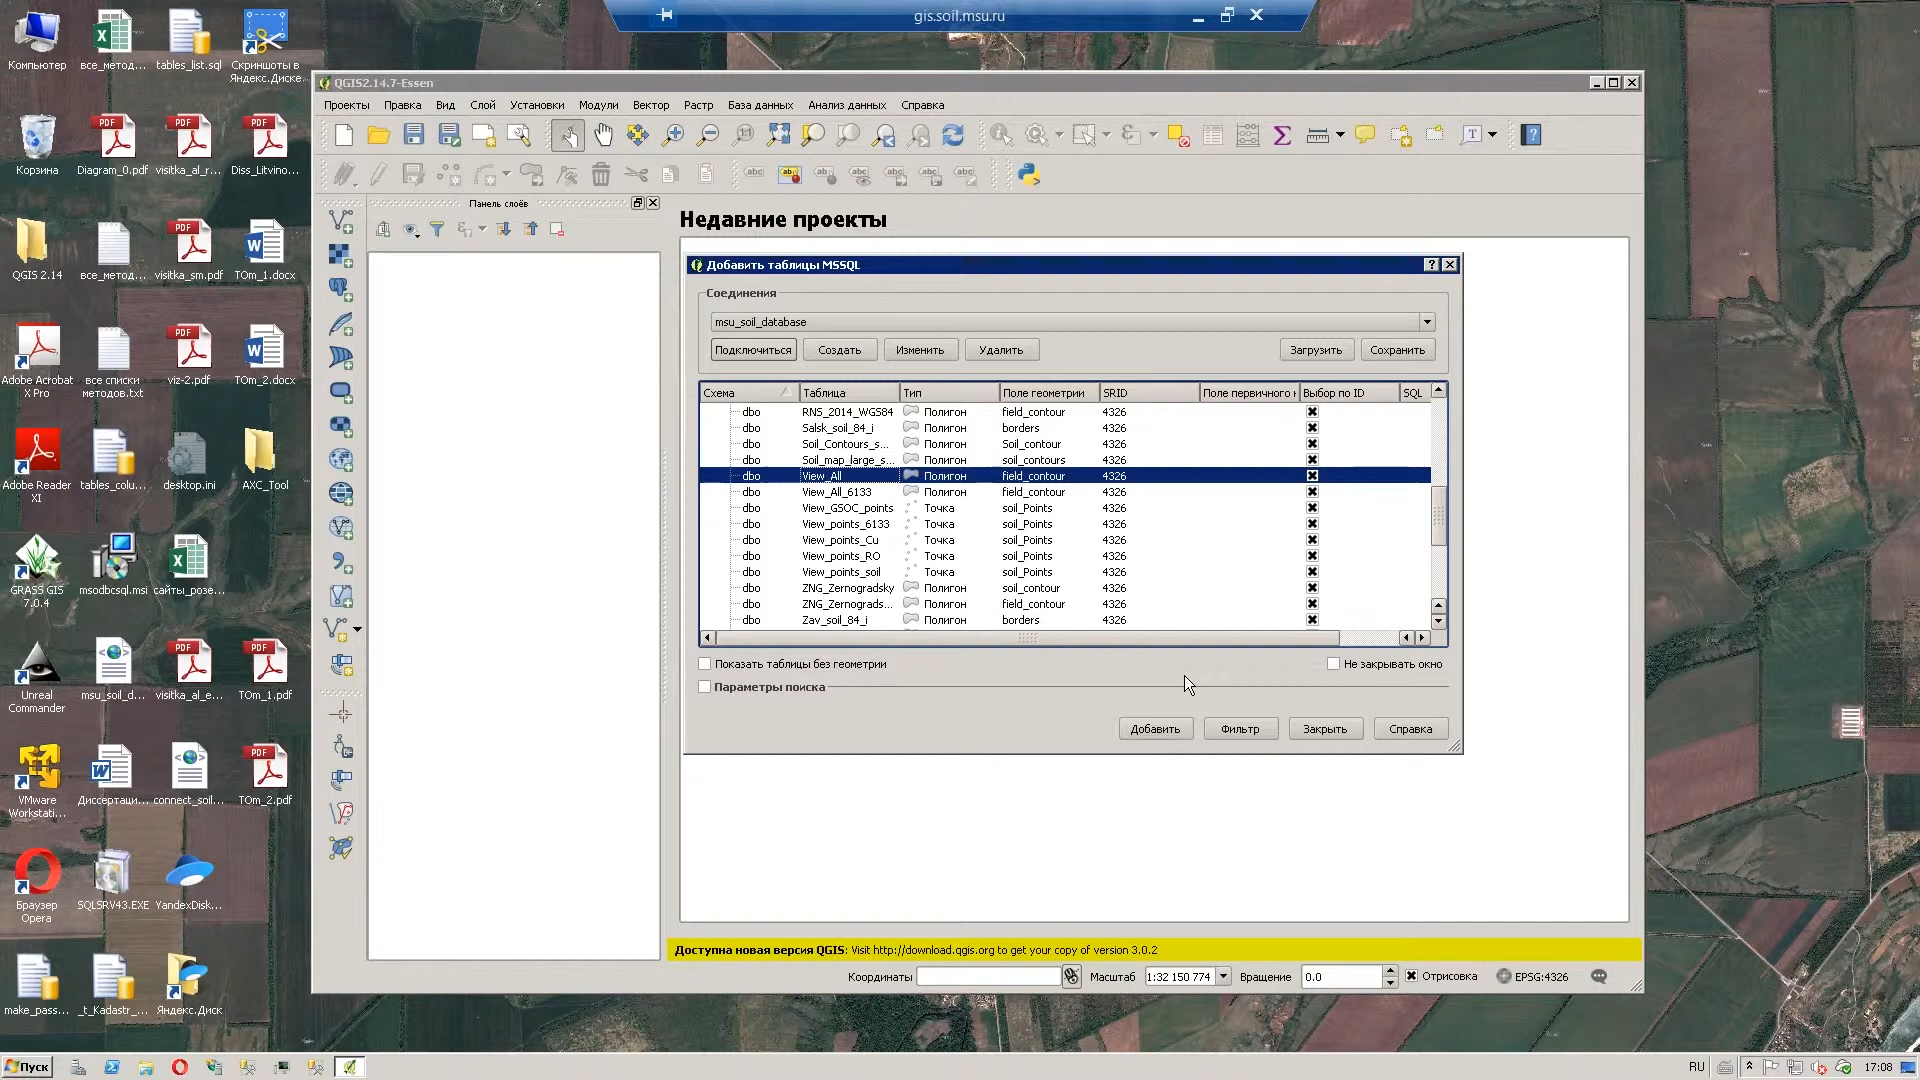 gis.soil.msu.ru
Компьютер
все_метод...
tables_list.sql
Скриншоты в
Яндекс.Диске
Корзина
Diagram_0.pdf
visitka_al_r...
Diss_Litvino...
QGIS 2.14
все_метод...
visitka_sm.pdf
TOm_1.docx
Adobe Acrobat
X Pro
все списки
методов.txt
viz-2.pdf
TOm_2.docx
Adobe Reader
XI
tables_colu...
desktop.ini
AXC_Tool
GRASS GIS
7.0.4
msodbcsql.msi
сайты_розе...
Unreal
Commander
msu_soil_d...
visitka_al_e...
TOm_1.pdf
VMware
Workstati...
Диссертаци...
connect_soil...
TOm_2.pdf
Браузер
Opera
SQLSRV43.EXE
YandexDisk...
make_pass...
_t_Kadastr_...
Яндекс.Диск
QGIS2.14.7-Essen
Проекты Правка Вид Слой Установки Модули Вектор Растр База данных Анализ данных Справка
Панель слоёв
Недавние проекты
Добавить таблицы MSSQL
Соединения
msu_soil_database
Подключиться Создать Изменить Удалить Загрузить Сохранить
Схема Таблица Тип Поле геометрии SRID Поле первичного Выбор по ID SQL
dbo RNS_2014_WGS84 Полигон field_contour 4326
dbo Salsk_soil_84_i Полигон borders 4326
dbo Soil_Contours_s... Полигон Soil_contour 4326
dbo Soil_map_large_s... Полигон soil_contours 4326
dbo View_All Полигон field_contour 4326
dbo View_All_6133 Полигон field_contour 4326
dbo View_GSOC_points Точка soil_Points 4326
dbo View_points_6133 Точка soil_Points 4326
dbo View_points_Cu Точка soil_Points 4326
dbo View_points_RO Точка soil_Points 4326
dbo View_points_soil Точка soil_Points 4326
dbo ZNG_Zernogradsky Полигон soil_contour 4326
dbo ZNG_Zernograds... Полигон field_contour 4326
dbo Zav_soil_84_i Полигон borders 4326
Показать таблицы без геометрии Не закрывать окно
Параметры поиска
Добавить Фильтр Закрыть Справка
Доступна новая версия QGIS: Visit http://download.qgis.org to get your copy of version 3.0.2
Координаты Масштаб 1:32 150 774 Вращение 0.0 Отрисовка EPSG:4326
Пуск RU 17:08